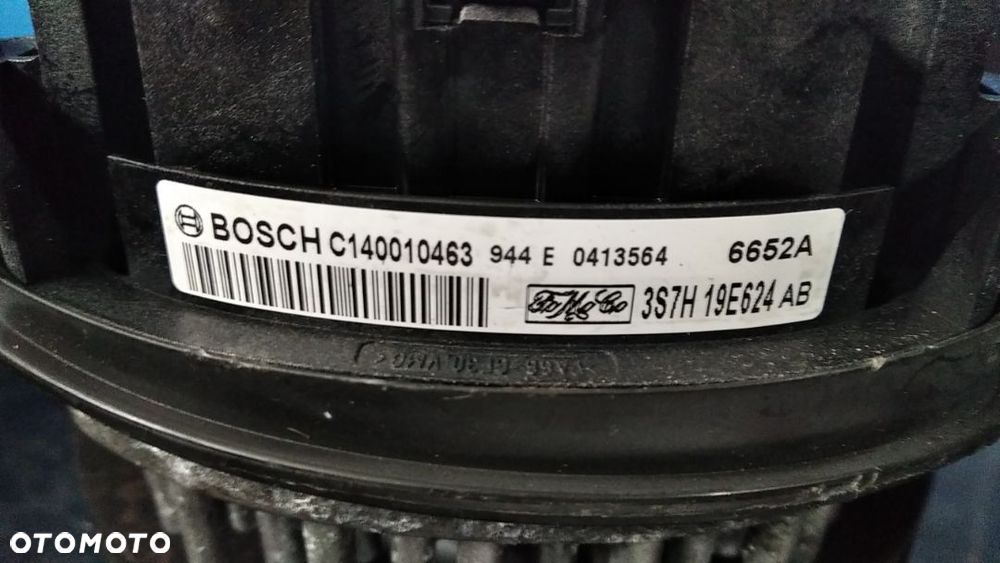 BOSCH C140010463 944 E 0413564 6652A
FoMoCo 3S7H 19E624 AB
OTOMOTO